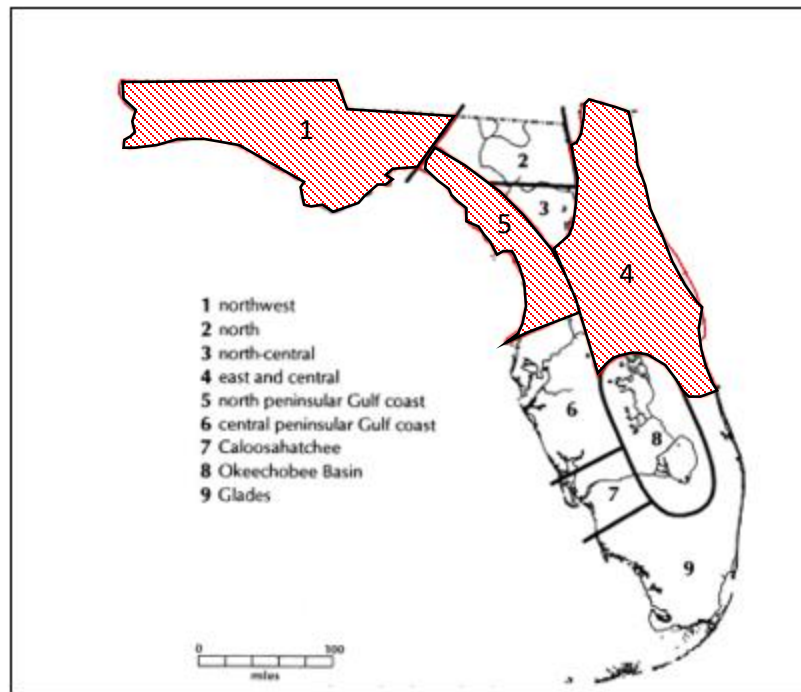 1
2
3
5
4
1 northwest
2 north
3 north-central
4 east and central
5 north peninsular Gulf coast
6 central peninsular Gulf coast
7 Caloosahatchee
8 Okeechobee Basin
9 Glades
6
8
7
9
0 100
miles